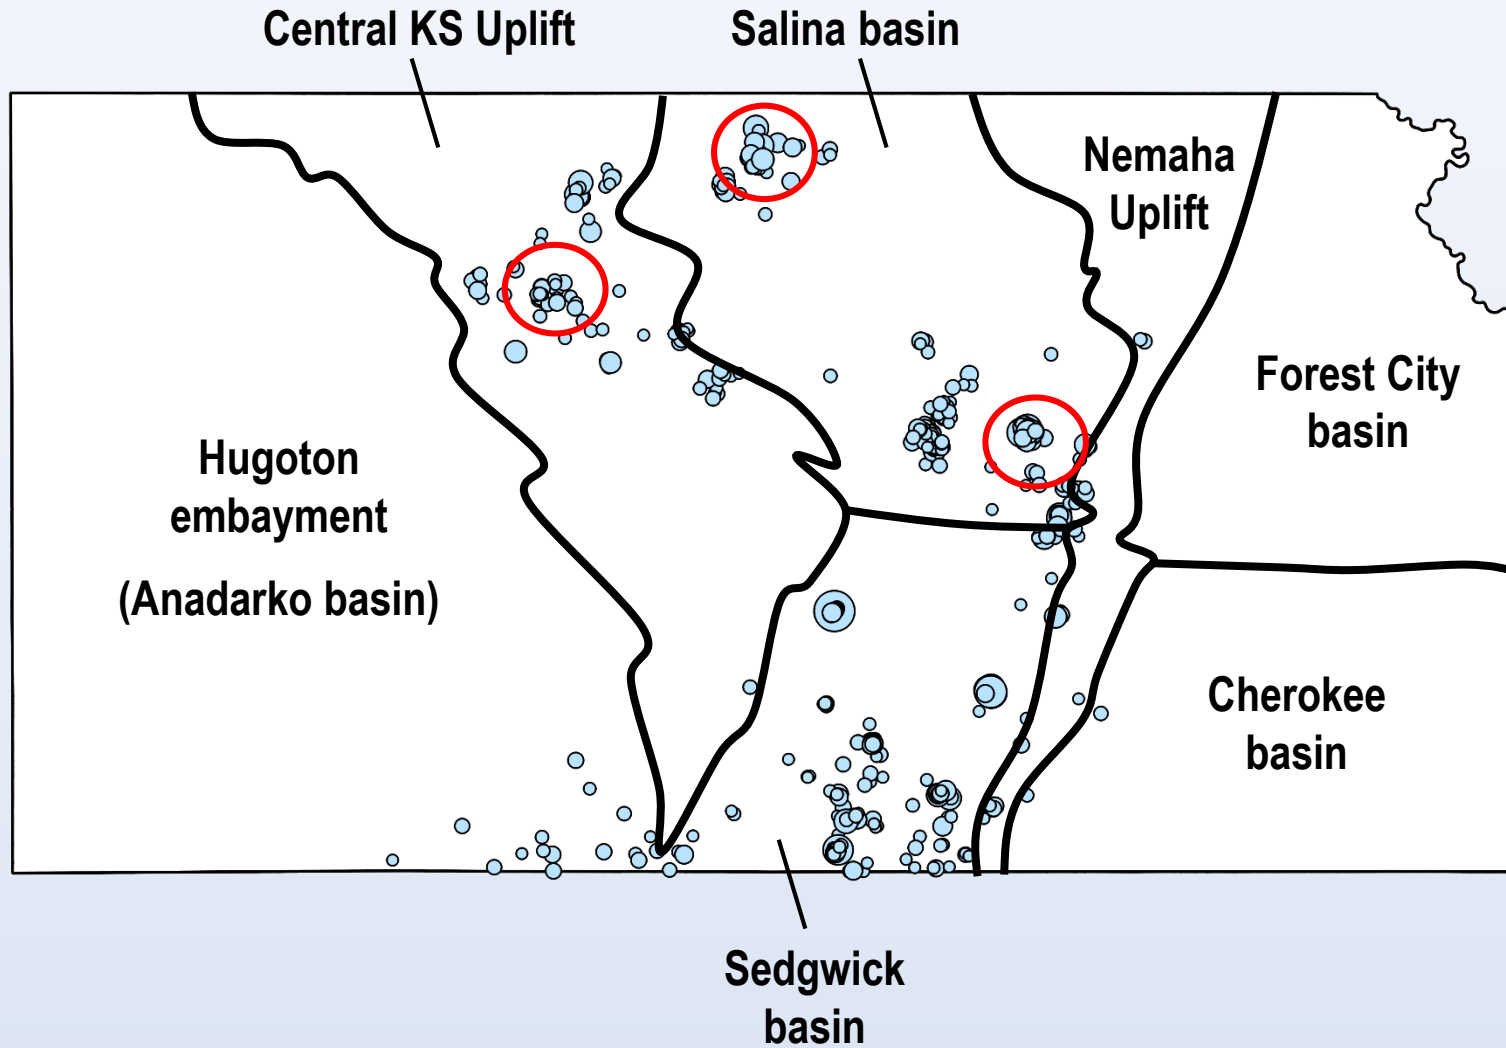 Central KS Uplift
Salina basin
Nemaha
Uplift
Forest City
basin
Hugoton
embayment
(Anadarko basin)
Cherokee
basin
Sedgwick
basin